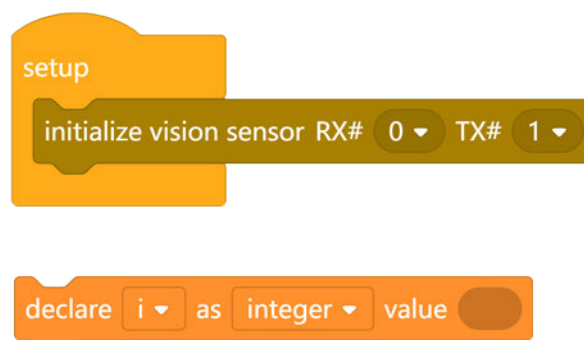 setup
initialize vision sensor RX# 0 TX# 1
declare i as integer value